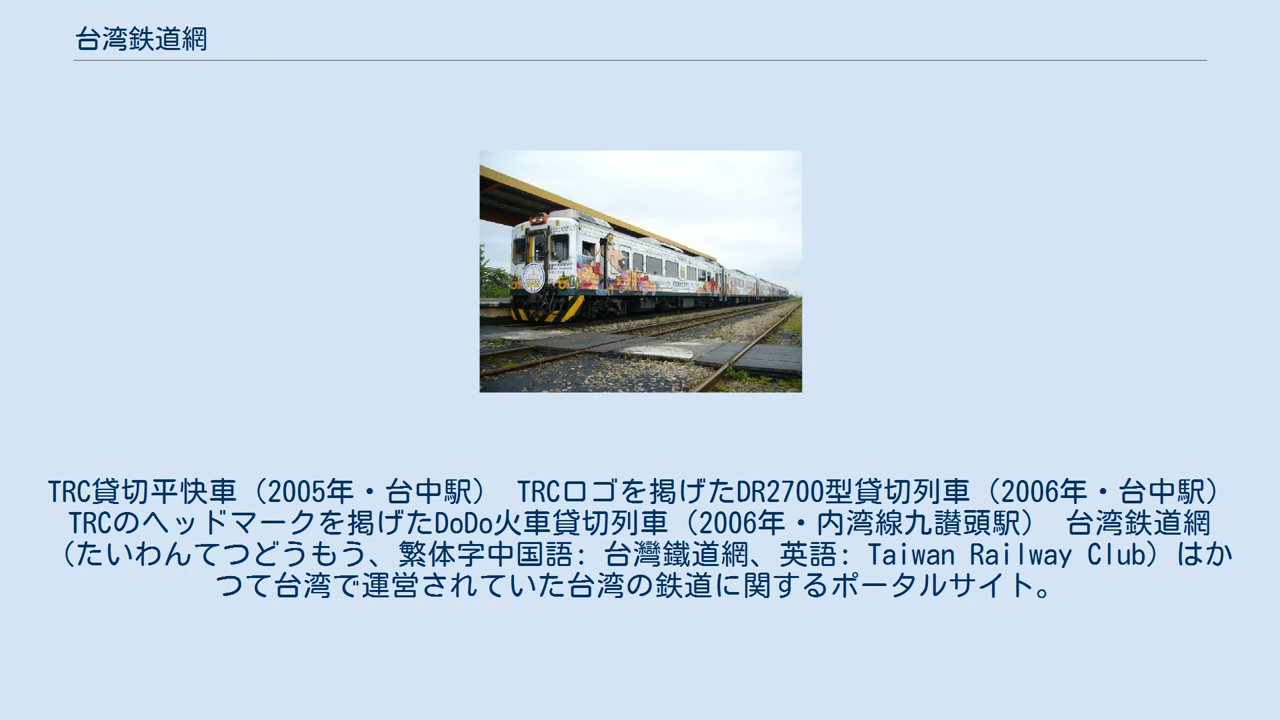 台湾鉄道網
TRC貸切平快車（2005年・台中駅） TRCロゴを掲げたDR2700型貸切列車（2006年・台中駅）
TRCのヘッドマークを掲げたDoDo火車貸切列車（2006年・内湾線九讃頭駅） 台湾鉄道網
（たいわんてつどうもう、繁体字中国語: 台灣鐵道網、英語: Taiwan Railway Club）はか
つて台湾で運営されていた台湾の鉄道に関するポータルサイト。